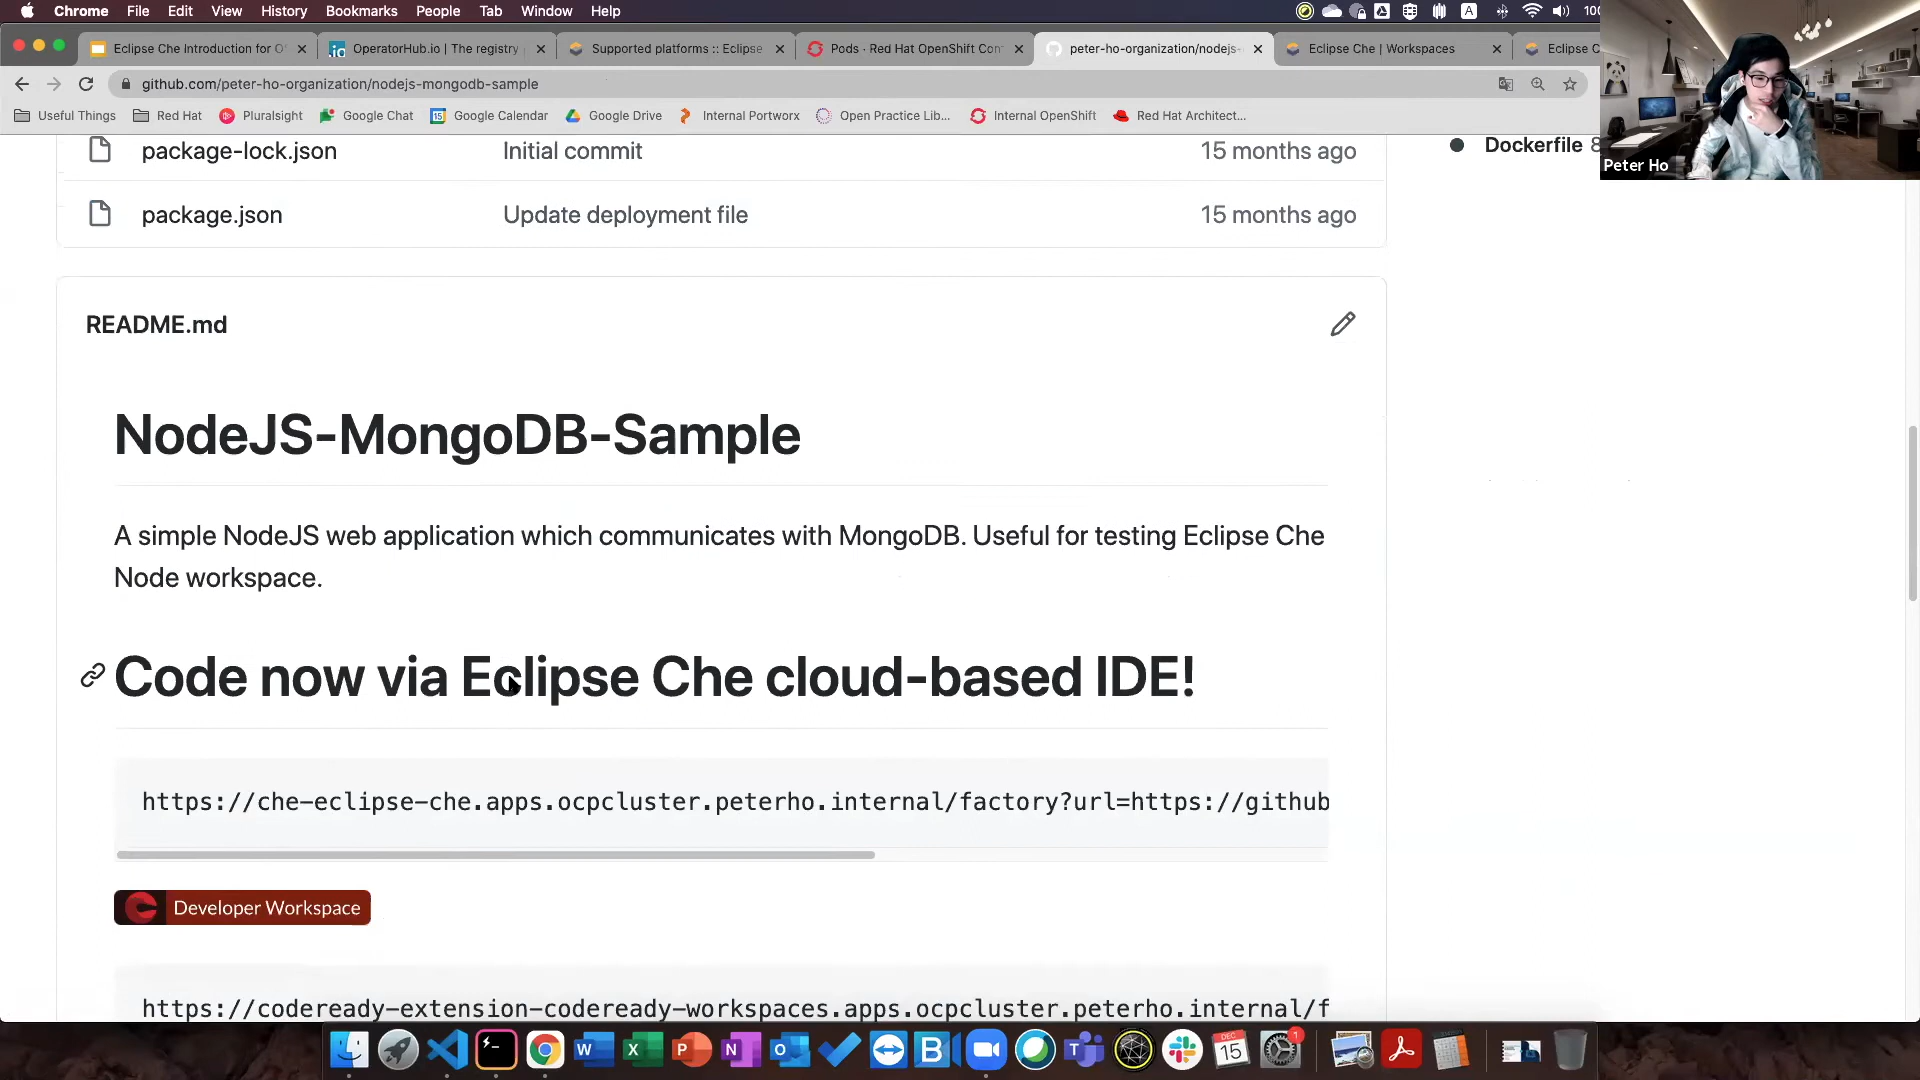 Chrome File Edit View History Bookmarks People Tab Window Help
A
Eclipse Che Introduction for O
OperatorHub.io | The registry
Supported platforms :: Eclipse
Pods · Red Hat OpenShift Con
peter-ho-organization/nodejs-
Eclipse Che | Workspaces
Eclipse C
github.com/peter-ho-organization/nodejs-mongodb-sample
Useful Things Red Hat Pluralsight Google Chat Google Calendar Google Drive Internal Portworx Open Practice Lib... Internal OpenShift Red Hat Architect...
Peter Ho
package-lock.json Initial commit 15 months ago
Dockerfile
package.json Update deployment file 15 months ago
README.md
NodeJS-MongoDB-Sample
A simple NodeJS web application which communicates with MongoDB. Useful for testing Eclipse Che
Node workspace.
Code now via Eclipse Che cloud-based IDE!
https://che-eclipse-che.apps.ocpcluster.peterho.internal/factory?url=https://github
Developer Workspace
https://codeready-extension-codeready-workspaces.apps.ocpcluster.peterho.internal/f
DEC
15
1